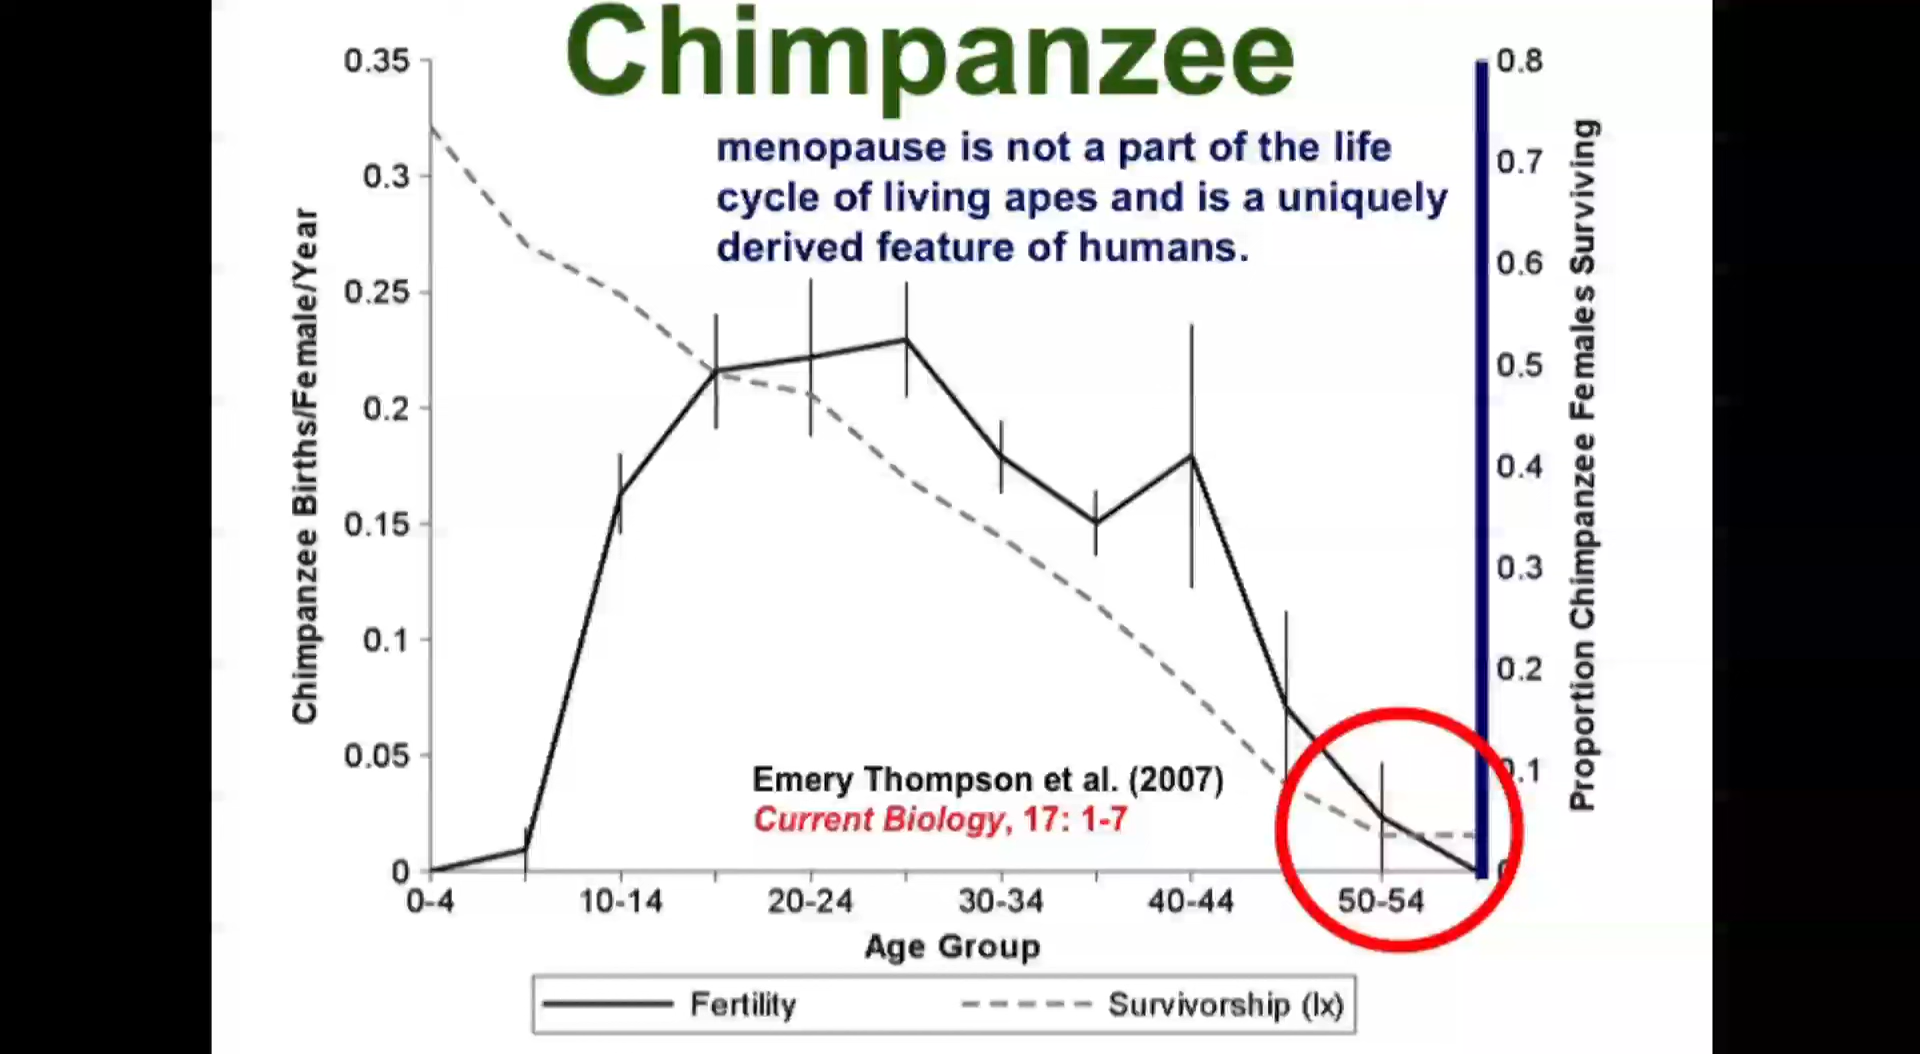 Chimpanzee
menopause is not a part of the life
cycle of living apes and is a uniquely
derived feature of humans.
Chimpanzee Births/Female/Year
0.35
0.3
0.25
0.2
0.15
0.1
0.05
0
0.8
0.7
0.6
0.5
0.4
0.3
0.2
0.1
Proportion Chimpanzee Females Surviving
Emery Thompson et al. (2007)
Current Biology, 17: 1-7
0-4 10-14 20-24 30-34 40-44 50-54
Age Group
Fertility Survivorship (lx)